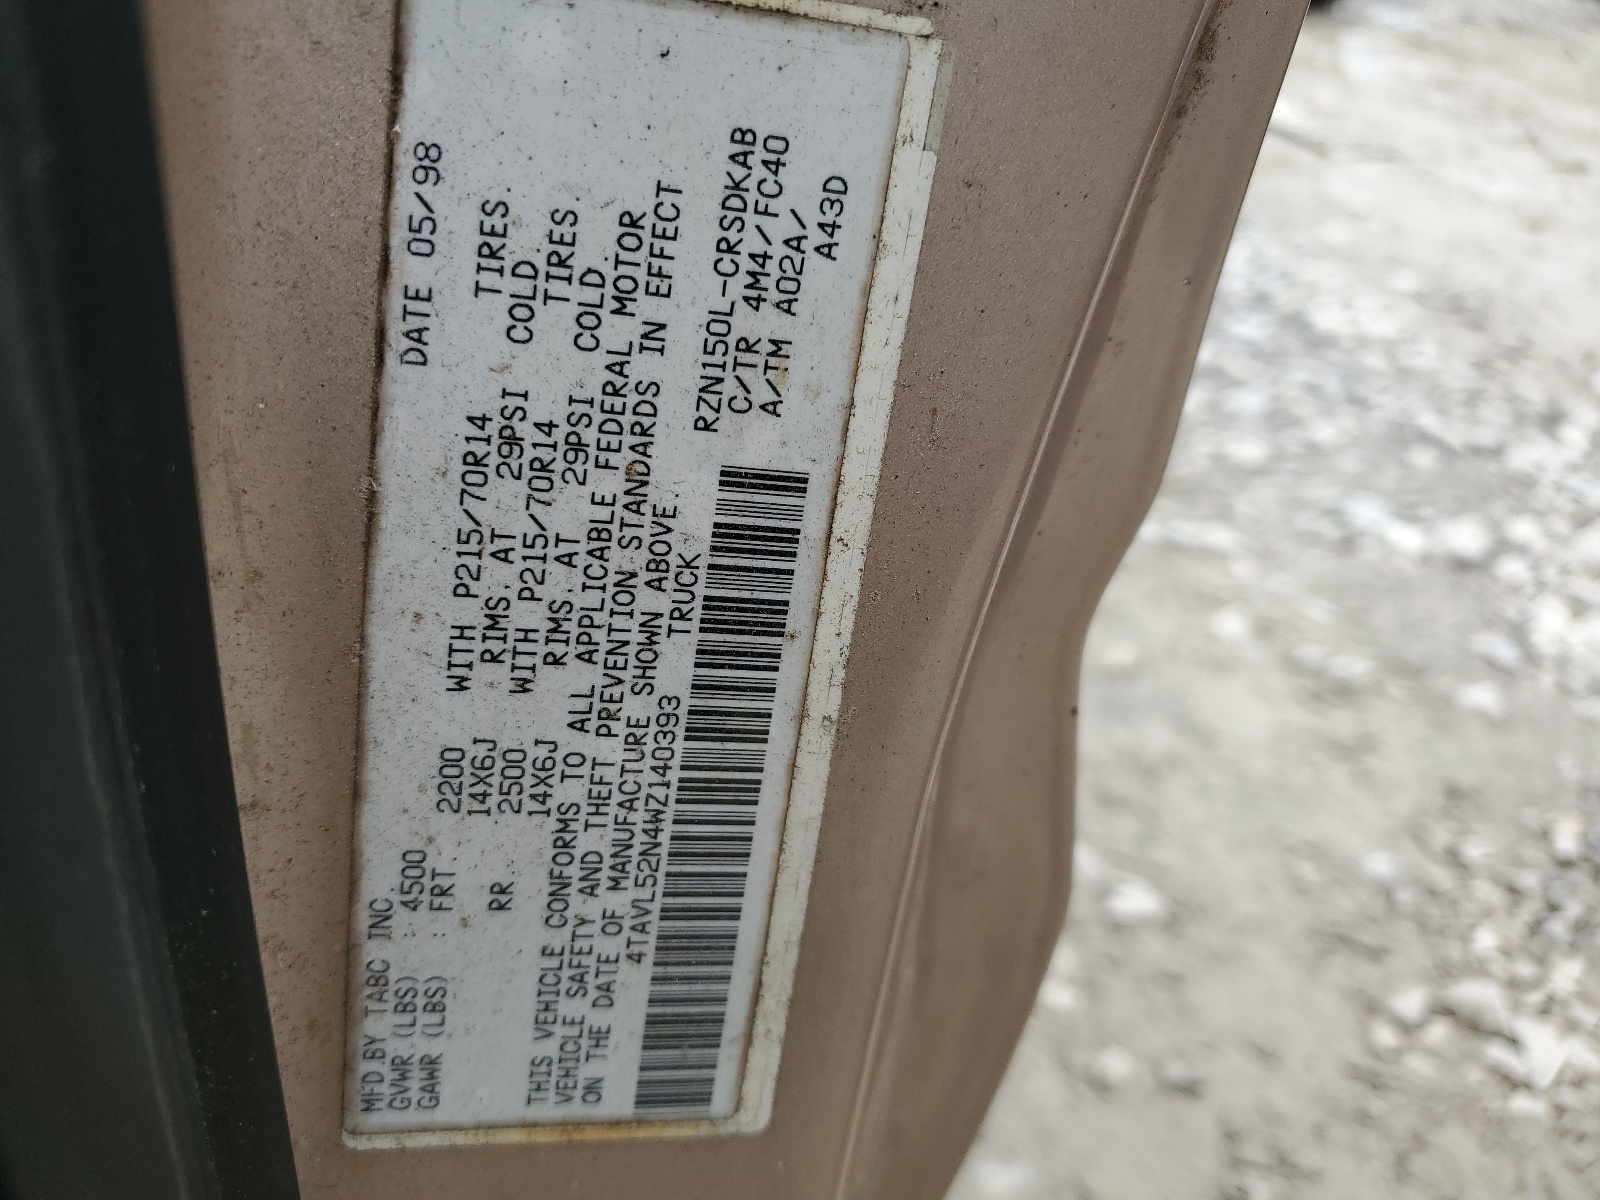 MFD.BY TABC INC. DATE 05/98
GVWR (LBS) : 4500
GAWR (LBS) : FRT. 2200 WITH P215/70R14 TIRES.
14X6J RIMS, AT 29PSI COLD.
RR. 2500 WITH P215/70R14 TIRES.
14X6J RIMS, AT 29PSI COLD
THIS VEHICLE CONFORMS TO ALL APPLICABLE FEDERAL MOTOR
VEHICLE SAFETY AND THEFT PREVENTION STANDARDS IN EFFECT
ON THE DATE OF MANUFACTURE SHOWN ABOVE.
4TAVL52N4WZ140393 TRUCK
RZN150L-CRSDKAB
C/TR 4M4/FC40
A/TM A02A/
A43D